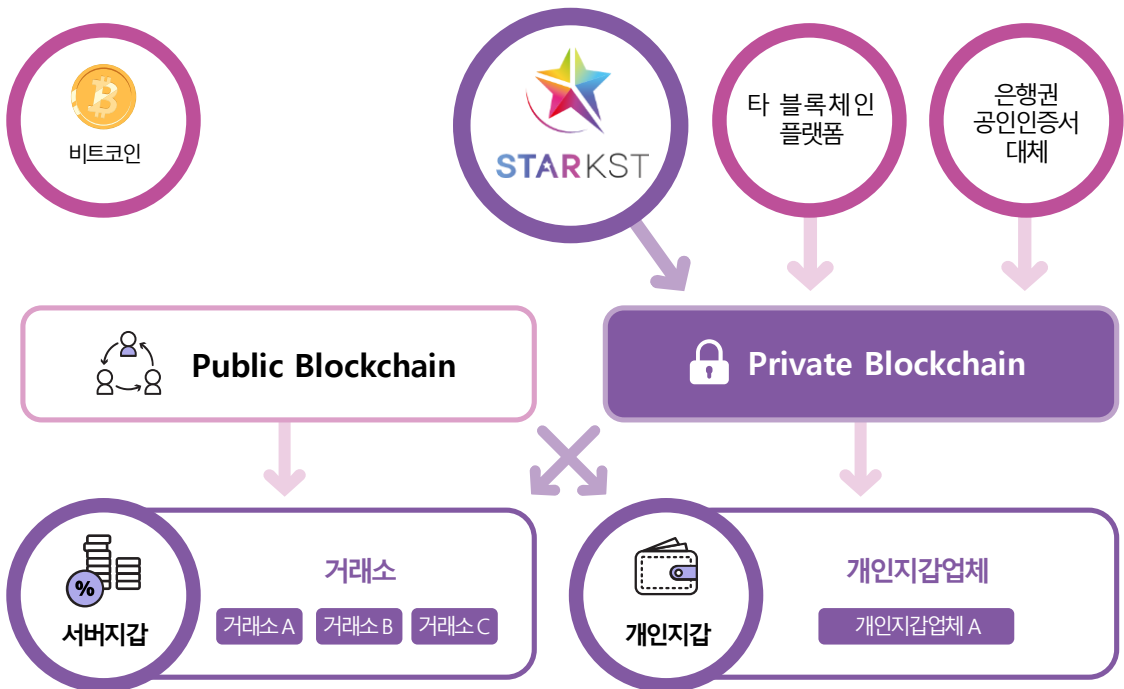 비트코인
STARKST
타 블록체인
플랫폼
은행권
공인인증서
대체
Public Blockchain
Private Blockchain
%
서버지갑
거래소
거래소 A
거래소 B
거래소 C
개인지갑
개인지갑업체
개인지갑업체 A